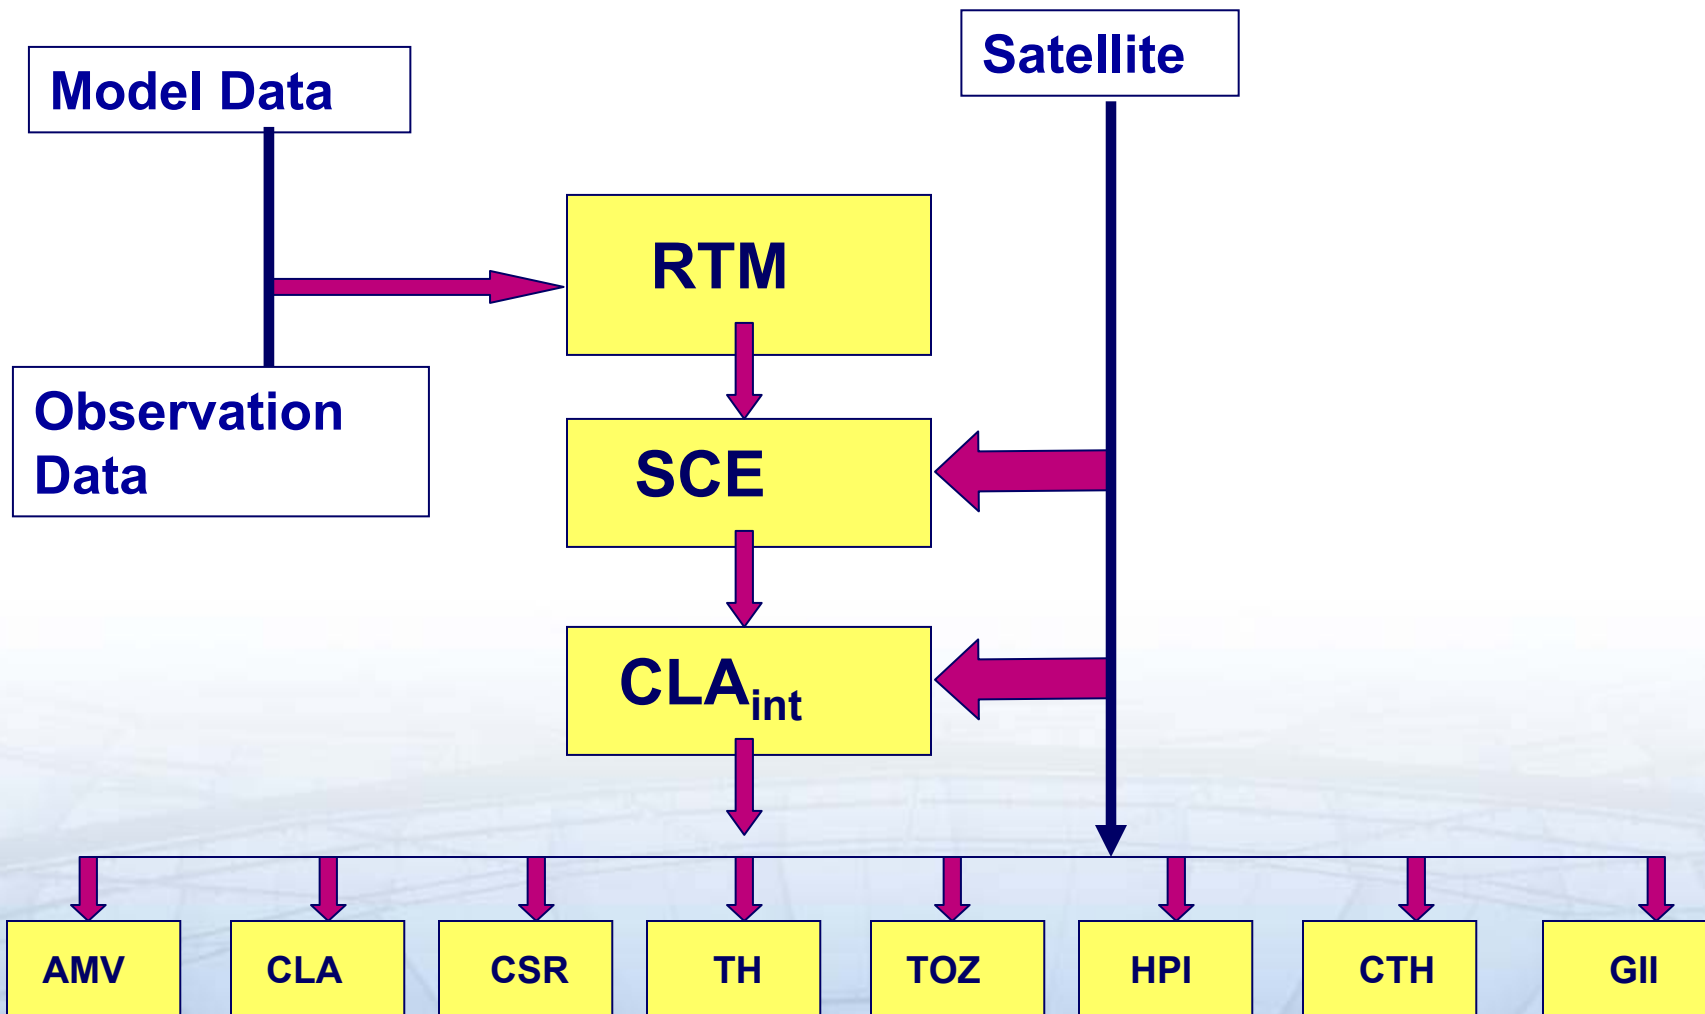 Model Data
Satellite
RTM
Observation
Data
SCE
CLAint
AMV
CLA
CSR
TH
TOZ
HPI
CTH
GII